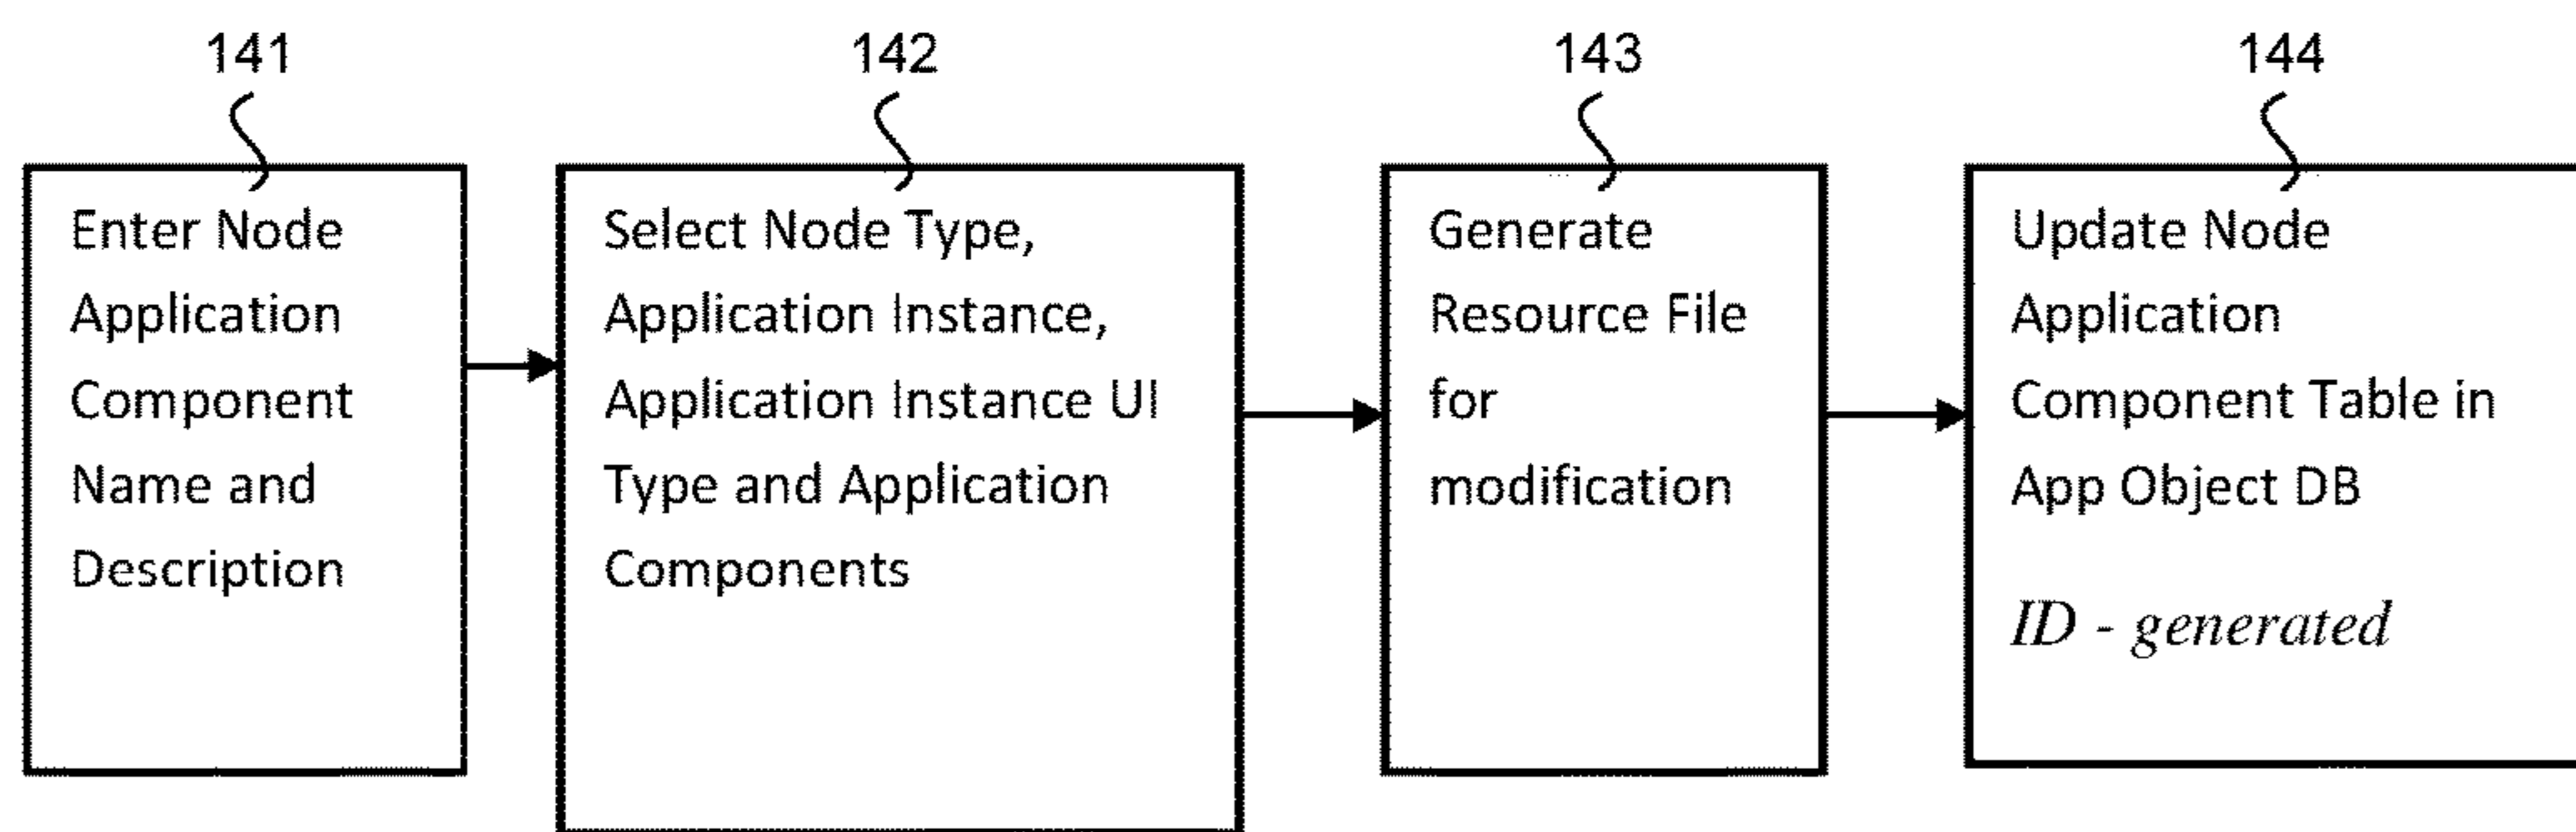 141
Enter Node
Application
Component
Name and
Description
142
Select Node Type,
Application Instance,
Application Instance UI
Type and Application
Components
143
Generate
Resource File
for
modification
144
Update Node
Application
Component Table in
App Object DB
ID - generated